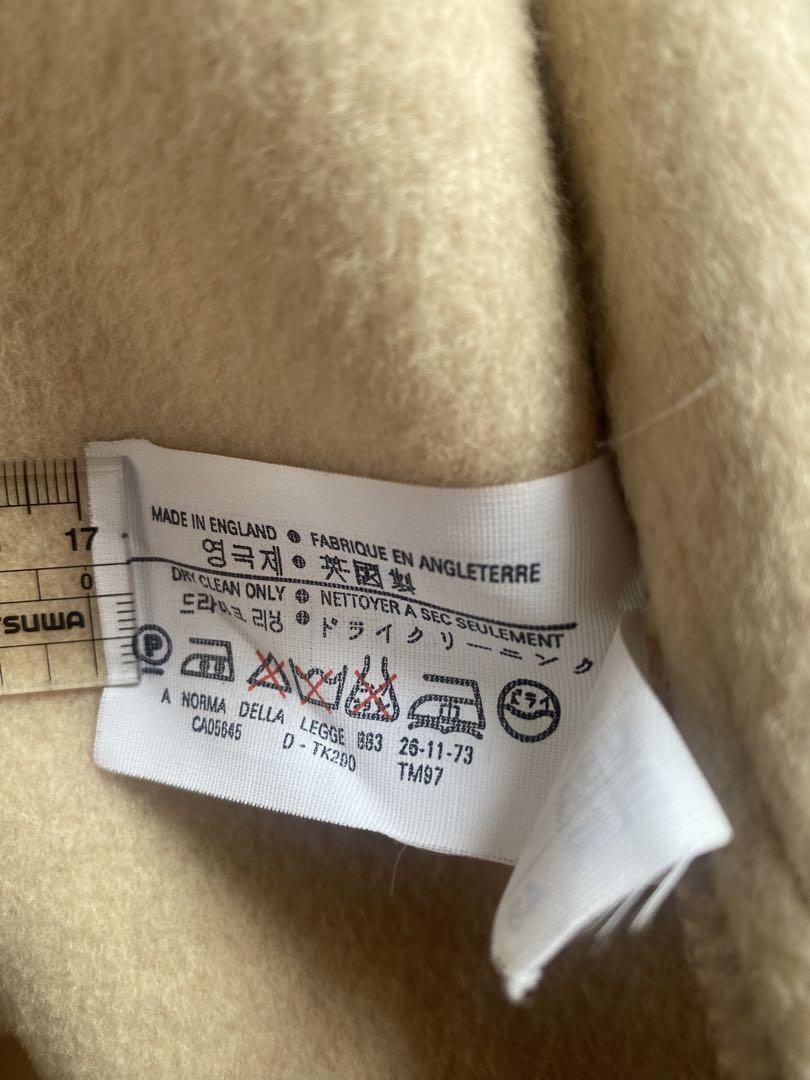 MADE IN ENGLAND • FABRIQUE EN ANGLETERRE
영국제 • 英國製
DRY CLEAN ONLY • NETTOYER A SEC SEULEMENT
드라이크 리닝 • ドライクリーニング
P
ドライ
A NORMA DELLA LEGGE 883 26-11-73
CA05645 D - TK290 TM97
17
0